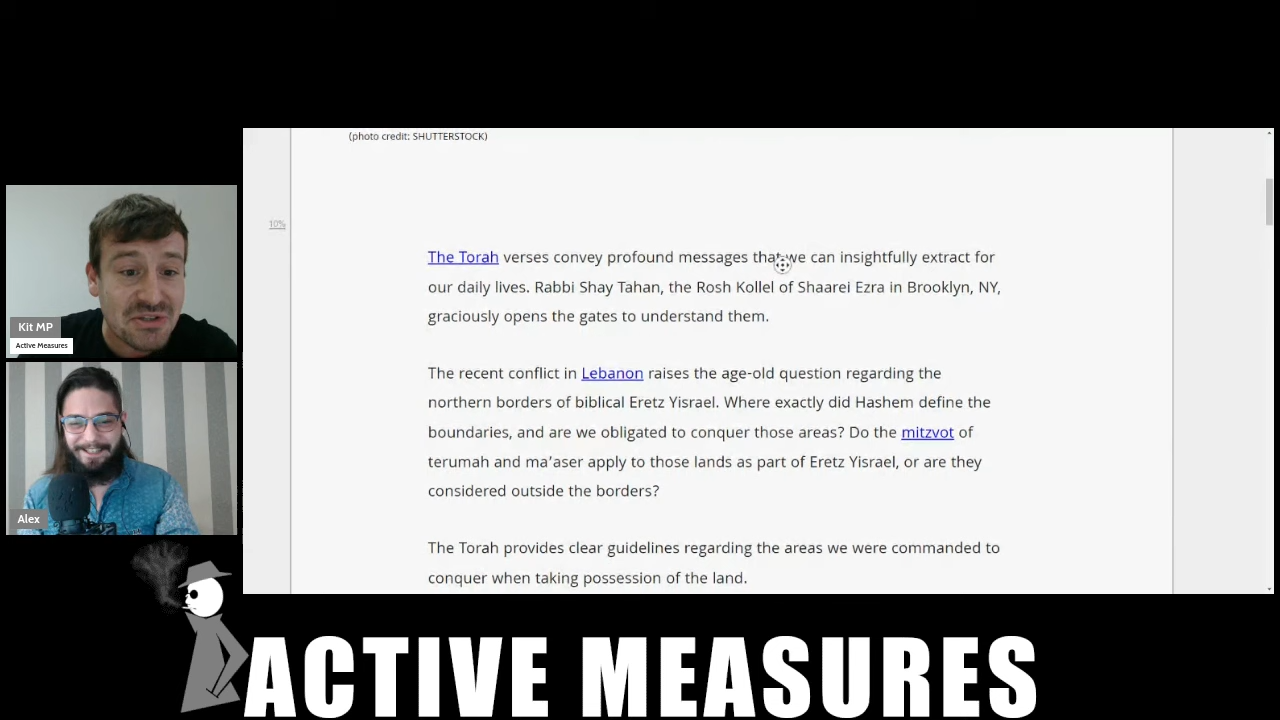 (photo credit: SHUTTERSTOCK)
10%
The Torah verses convey profound messages that we can insightfully extract for
our daily lives. Rabbi Shay Tahan, the Rosh Kollel of Shaarei Ezra in Brooklyn, NY,
graciously opens the gates to understand them.
The recent conflict in Lebanon raises the age-old question regarding the
northern borders of biblical Eretz Yisrael. Where exactly did Hashem define the
boundaries, and are we obligated to conquer those areas? Do the mitzvot of
terumah and ma’aser apply to those lands as part of Eretz Yisrael, or are they
considered outside the borders?
The Torah provides clear guidelines regarding the areas we were commanded to
conquer when taking possession of the land.
Kit MP
Active Measures
Alex
ACTIVE MEASURES